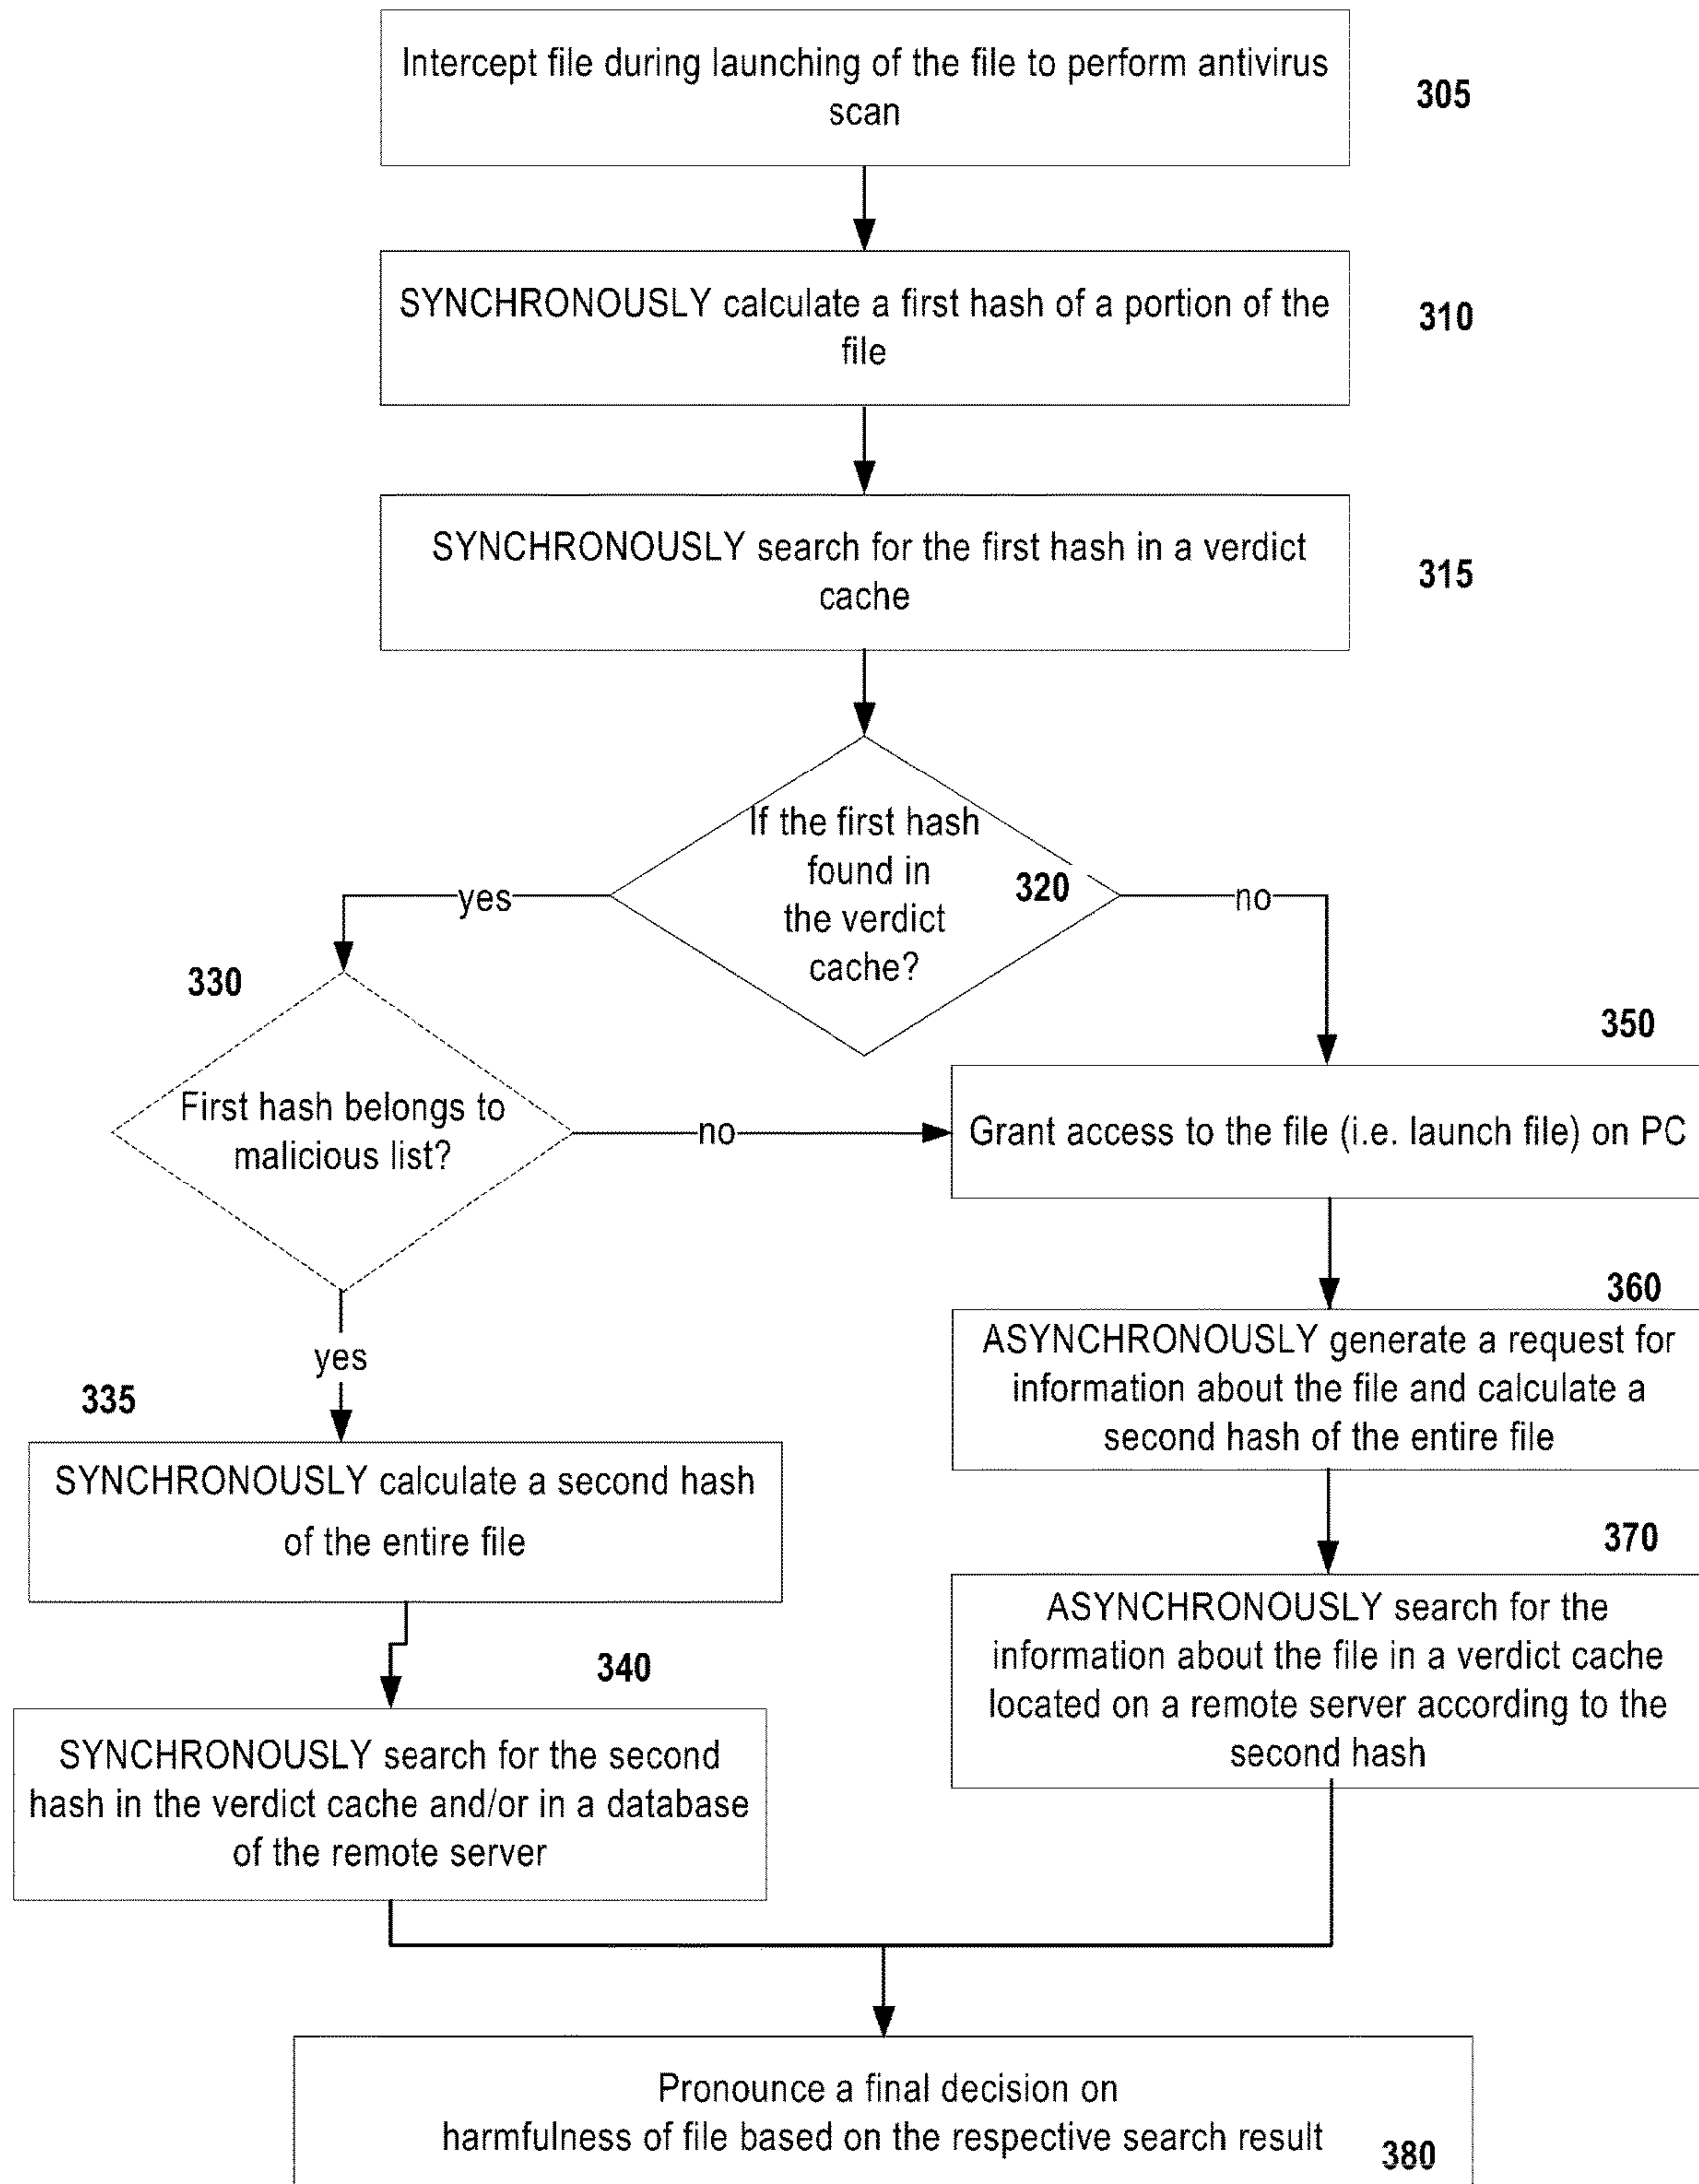 Intercept file during launching of the file to perform antivirus
scan
305
SYNCHRONOUSLY calculate a first hash of a portion of the
file
310
SYNCHRONOUSLY search for the first hash in a verdict
cache
315
If the first hash
found in
the verdict
cache?
320
yes
no
330
First hash belongs to
malicious list?
no
350
Grant access to the file (i.e. launch file) on PC
yes
360
ASYNCHRONOUSLY generate a request for
information about the file and calculate a
second hash of the entire file
335
SYNCHRONOUSLY calculate a second hash
of the entire file
370
ASYNCHRONOUSLY search for the
information about the file in a verdict cache
located on a remote server according to the
second hash
340
SYNCHRONOUSLY search for the second
hash in the verdict cache and/or in a database
of the remote server
Pronounce a final decision on
harmfulness of file based on the respective search result
380